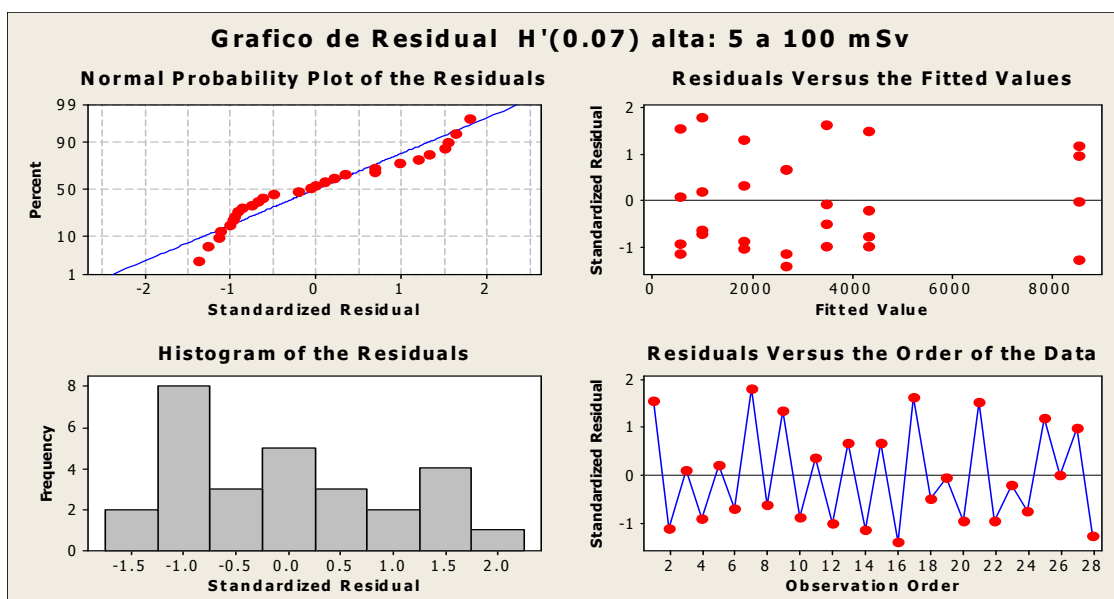 Grafico de Residual H'(0.07) alta: 5 a 100 mSv
Normal Probability Plot of the Residuals
99
90
50
10
1
Percent
-2 -1 0 1 2
Standardized Residual
Residuals Versus the Fitted Values
2
1
0
-1
Standardized Residual
0 2000 4000 6000 8000
Fitted Value
Histogram of the Residuals
8
6
4
2
0
Frequency
-1.5 -1.0 -0.5 0.0 0.5 1.0 1.5 2.0
Standardized Residual
Residuals Versus the Order of the Data
2
1
0
-1
Standardized Residual
2 4 6 8 10 12 14 16 18 20 22 24 26 28
Observation Order